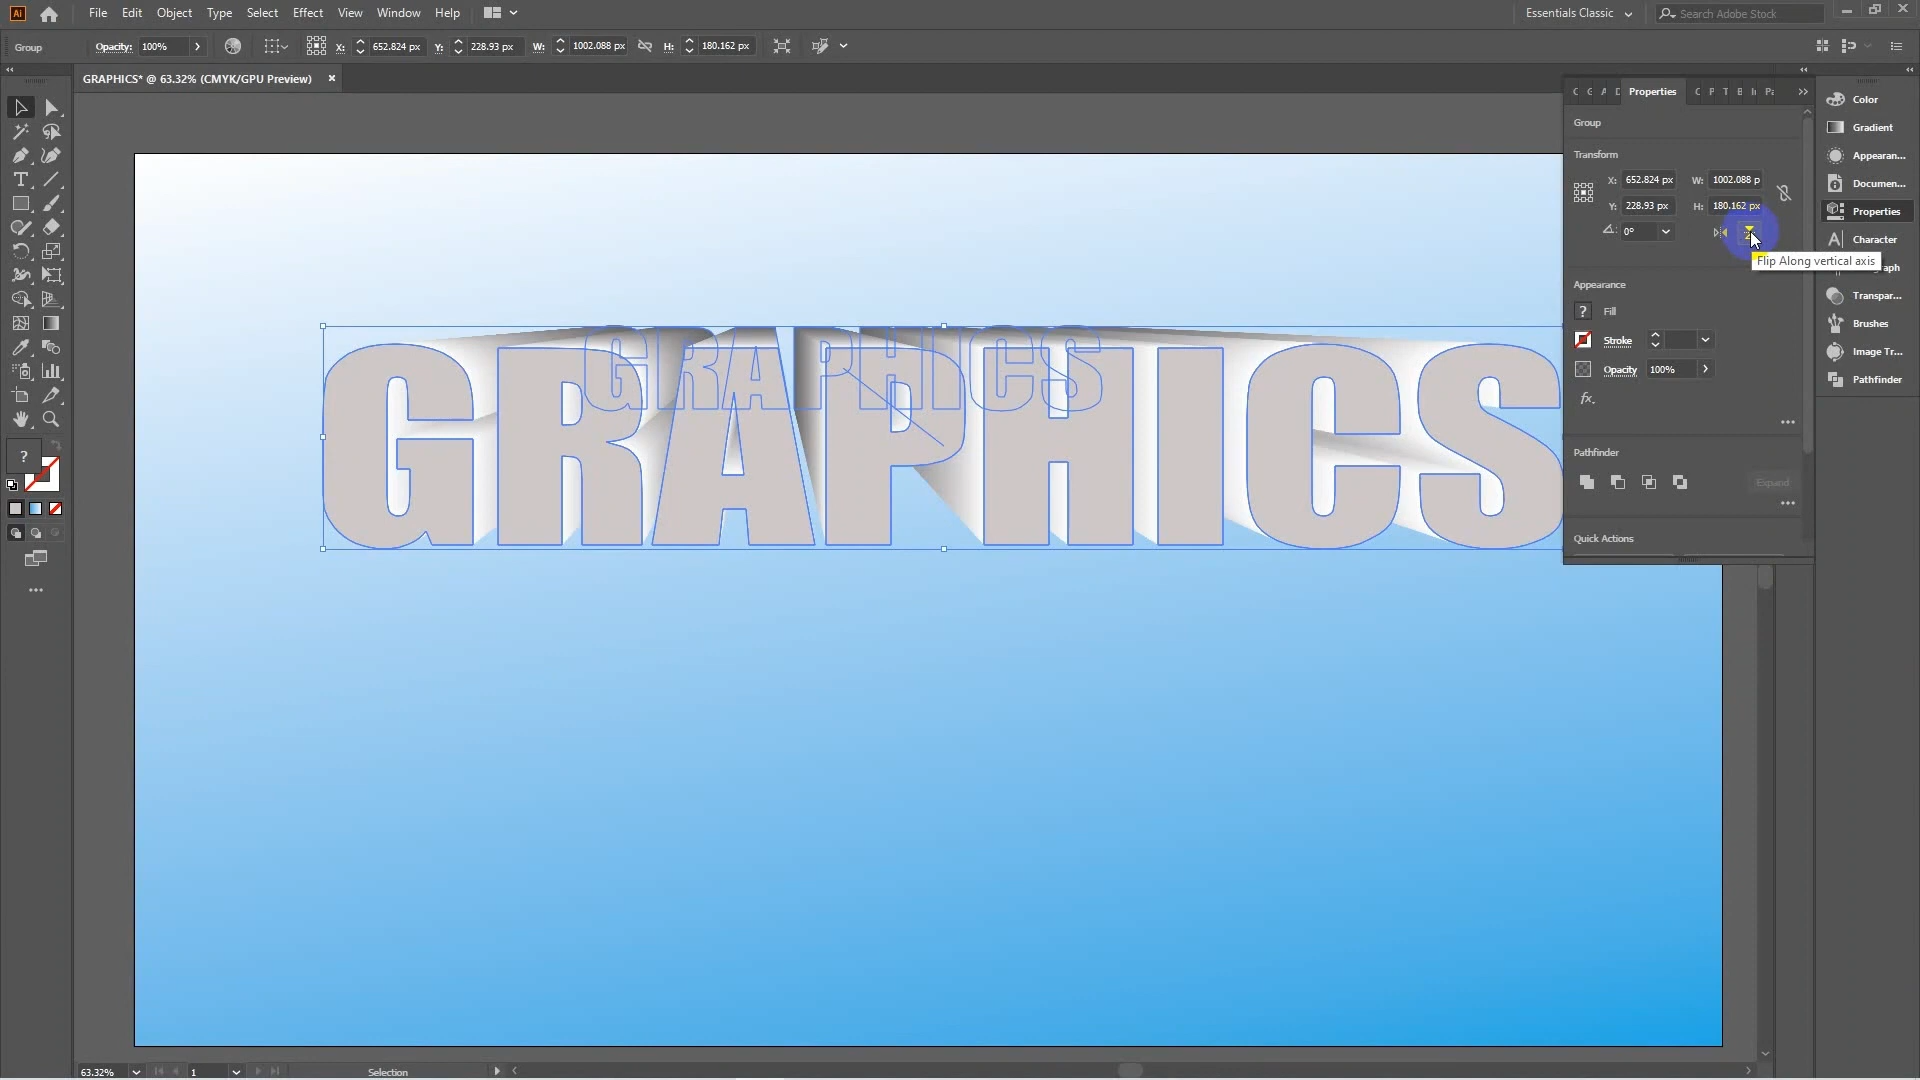 Ai File Edit Object Type Select Effect View Window Help Essentials Classic Search Adobe Stock
Group Opacity: 100% X: 652.824 px Y: 228.93 px W: 1002.088 px H: 180.162 px
GRAPHICS* @ 63.32% (CMYK/GPU Preview) ×
Properties
Group
Transform
X: 652.824 px W: 1002.088 p
Y: 228.93 px H: 180.162 px
0°
Flip Along vertical axis
Appearance
? Fill
Stroke
Opacity 100%
fx.
Pathfinder
Expand
Quick Actions
Color
Gradient
Appearan...
Documen...
Properties
Character
aph
Transpar...
Brushes
Image Tr...
Pathfinder
GRAPHICS
GRAPHICS
?
63.32% 1 Selection